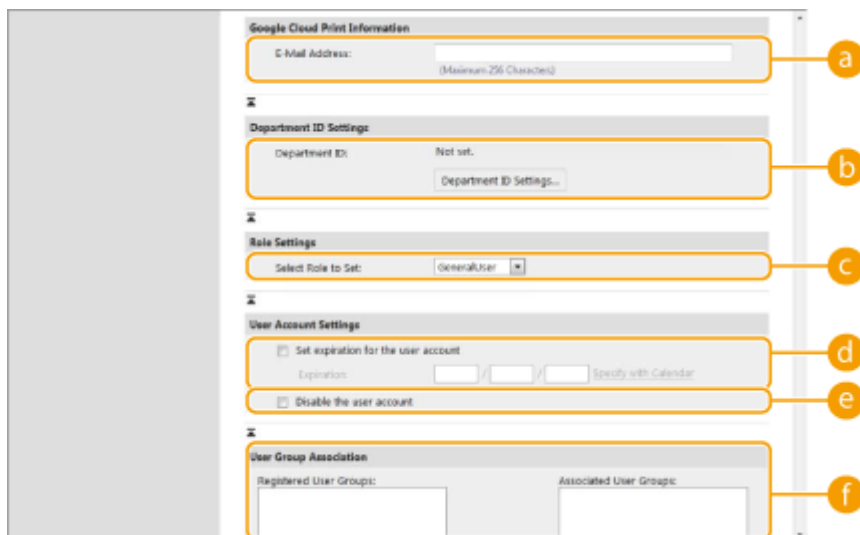 Google Cloud Print Information
E-Mail Address:
(Maximum 256 Characters)
a
Department ID Settings
Department ID: Not set.
Department ID Settings...
b
Role Settings
Select Role to Set: GeneralUser
c
User Account Settings
Set expiration for the user account
Expiration: / / Specify with Calendar
d
Disable the user account
e
User Group Association
Registered User Groups: Associated User Groups:
f